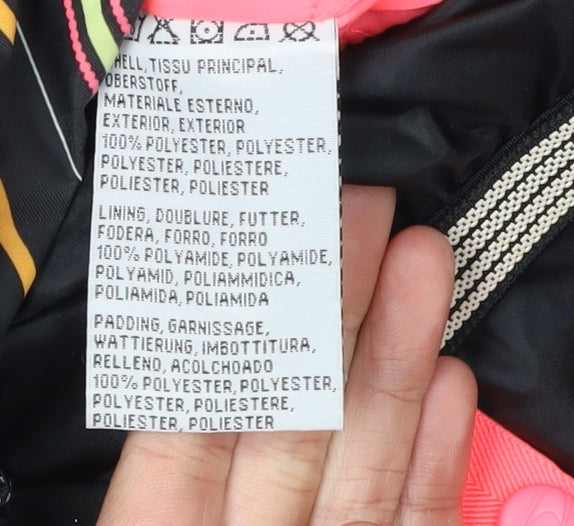 SHELL, TISSU PRINCIPAL,
OBERSTOFF,
MATERIALE ESTERNO,
EXTERIOR, EXTERIOR
100% POLYESTER, POLYESTER,
POLYESTER, POLIESTERE,
POLIESTER, POLIESTER
LINING, DOUBLURE, FUTTER,
FODERA, FORRO, FORRO
100% POLYAMIDE, POLYAMIDE,
POLYAMID, POLIAMMIDICA,
POLIAMIDA, POLIAMIDA
PADDING, GARNISSAGE,
WATTIERUNG, IMBOTTITURA,
RELLENO, ACOLCHOADO
100% POLYESTER, POLYESTER,
POLYESTER, POLIESTERE,
POLIESTER, POLIESTER